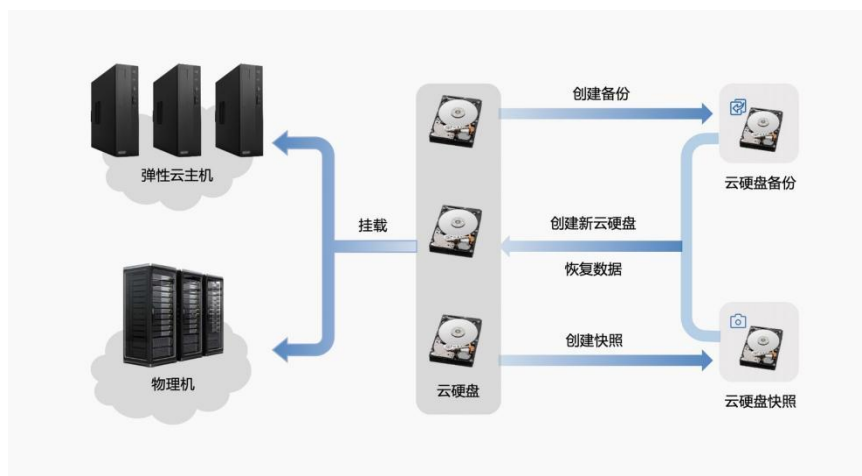 创建备份
弹性云主机
云硬盘备份
挂载
创建新云硬盘
恢复数据
创建快照
物理机
云硬盘
云硬盘快照